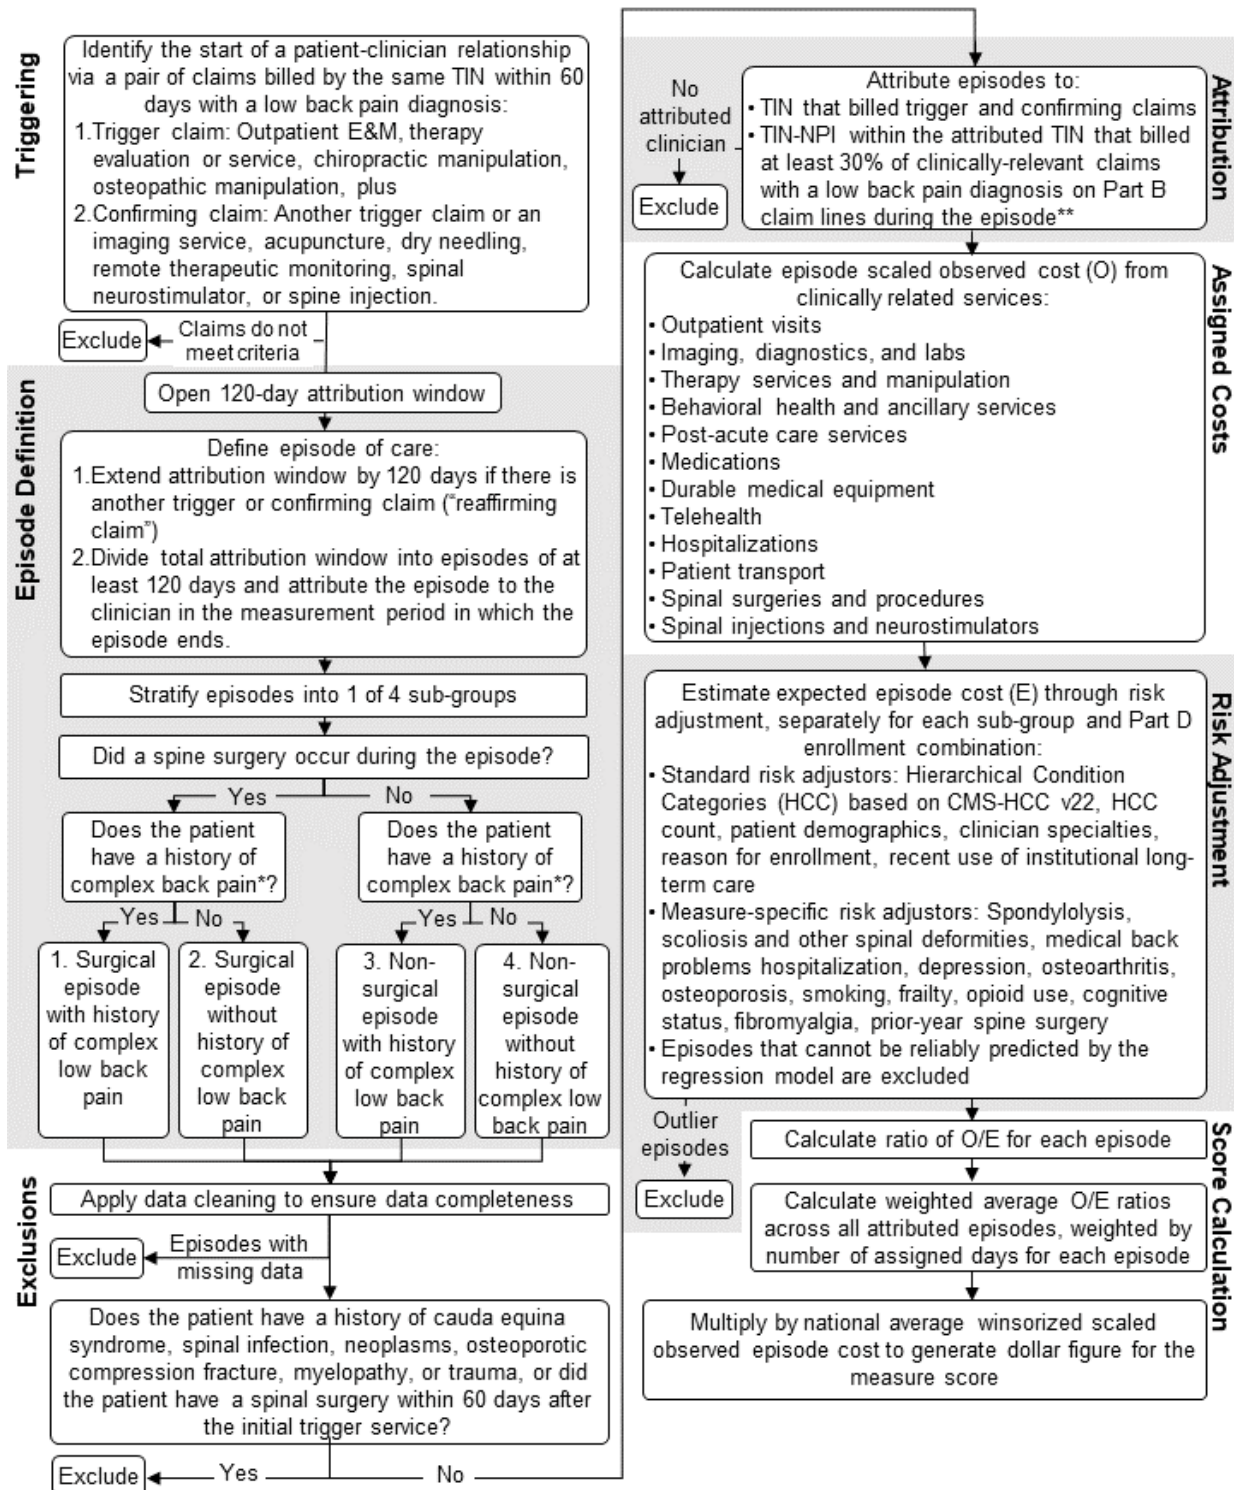 Triggering
Identify the start of a patient-clinician relationship
via a pair of claims billed by the same TIN within 60
days with a low back pain diagnosis:
1.Trigger claim: Outpatient E&M, therapy
evaluation or service, chiropractic manipulation,
osteopathic manipulation, plus
2.Confirming claim: Another trigger claim or an
imaging service, acupuncture, dry needling,
remote therapeutic monitoring, spinal
neurostimulator, or spine injection.
Exclude
Claims do not
meet criteria
Episode Definition
Open 120-day attribution window
Define episode of care:
1.Extend attribution window by 120 days if there is
another trigger or confirming claim (“reaffirming
claim”)
2.Divide total attribution window into episodes of at
least 120 days and attribute the episode to the
clinician in the measurement period in which the
episode ends.
Stratify episodes into 1 of 4 sub-groups
Did a spine surgery occur during the episode?
Yes
No
Does the patient
have a history of
complex back pain*?
Does the patient
have a history of
complex back pain*?
Yes
No
Yes
No
1. Surgical
episode
with history
of complex
low back
pain
2. Surgical
episode
without
history of
complex
low back
pain
3. Non-
surgical
episode
with history
of complex
low back
pain
4. Non-
surgical
episode
without
history of
complex low
back pain
Exclusions
Apply data cleaning to ensure data completeness
Exclude
Episodes with
missing data
Does the patient have a history of cauda equina
syndrome, spinal infection, neoplasms, osteoporotic
compression fracture, myelopathy, or trauma, or did
the patient have a spinal surgery within 60 days after
the initial trigger service?
Exclude
Yes
No
Attribution
No
attributed
clinician
Exclude
Attribute episodes to:
• TIN that billed trigger and confirming claims
• TIN-NPI within the attributed TIN that billed
at least 30% of clinically-relevant claims
with a low back pain diagnosis on Part B
claim lines during the episode**
Assigned Costs
Calculate episode scaled observed cost (O) from
clinically related services:
• Outpatient visits
• Imaging, diagnostics, and labs
• Therapy services and manipulation
• Behavioral health and ancillary services
• Post-acute care services
• Medications
• Durable medical equipment
• Telehealth
• Hospitalizations
• Patient transport
• Spinal surgeries and procedures
• Spinal injections and neurostimulators
Risk Adjustment
Estimate expected episode cost (E) through risk
adjustment, separately for each sub-group and Part D
enrollment combination:
• Standard risk adjustors: Hierarchical Condition
Categories (HCC) based on CMS-HCC v22, HCC
count, patient demographics, clinician specialties,
reason for enrollment, recent use of institutional long-
term care
• Measure-specific risk adjustors: Spondylolysis,
scoliosis and other spinal deformities, medical back
problems hospitalization, depression, osteoarthritis,
osteoporosis, smoking, frailty, opioid use, cognitive
status, fibromyalgia, prior-year spine surgery
• Episodes that cannot be reliably predicted by the
regression model are excluded
Outlier
episodes
Exclude
Score Calculation
Calculate ratio of O/E for each episode
Calculate weighted average O/E ratios
across all attributed episodes, weighted by
number of assigned days for each episode
Multiply by national average winsorized scaled
observed episode cost to generate dollar figure for the
measure score